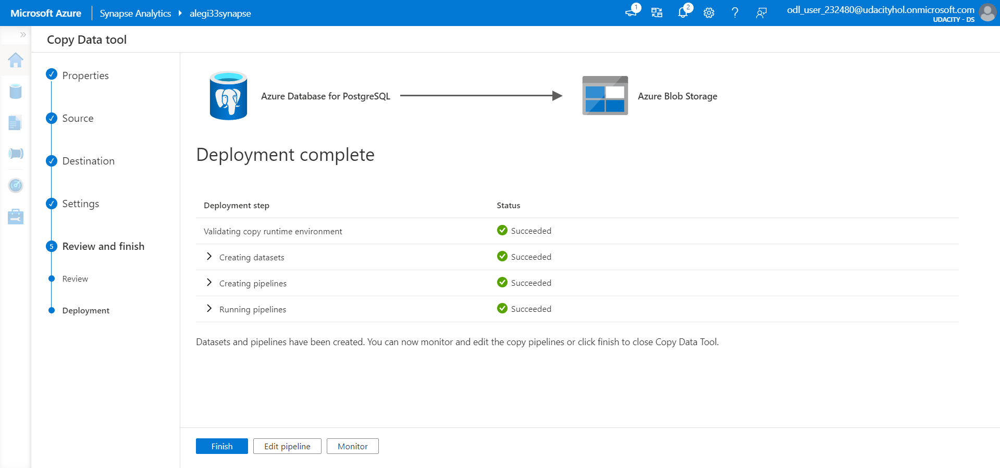 Microsoft Azure
Synapse Analytics
alegi33synapse
1
2
odl_user_232480@udacityhol.onmicrosoft.com
UDACITY - DS
Copy Data tool
Properties
Source
Destination
Settings
5
Review and finish
Review
Deployment
Azure Database for PostgreSQL
Azure Blob Storage
Deployment complete
Deployment step Status
Validating copy runtime environment Succeeded
Creating datasets Succeeded
Creating pipelines Succeeded
Running pipelines Succeeded
Datasets and pipelines have been created. You can now monitor and edit the copy pipelines or click finish to close Copy Data Tool.
Finish
Edit pipeline
Monitor